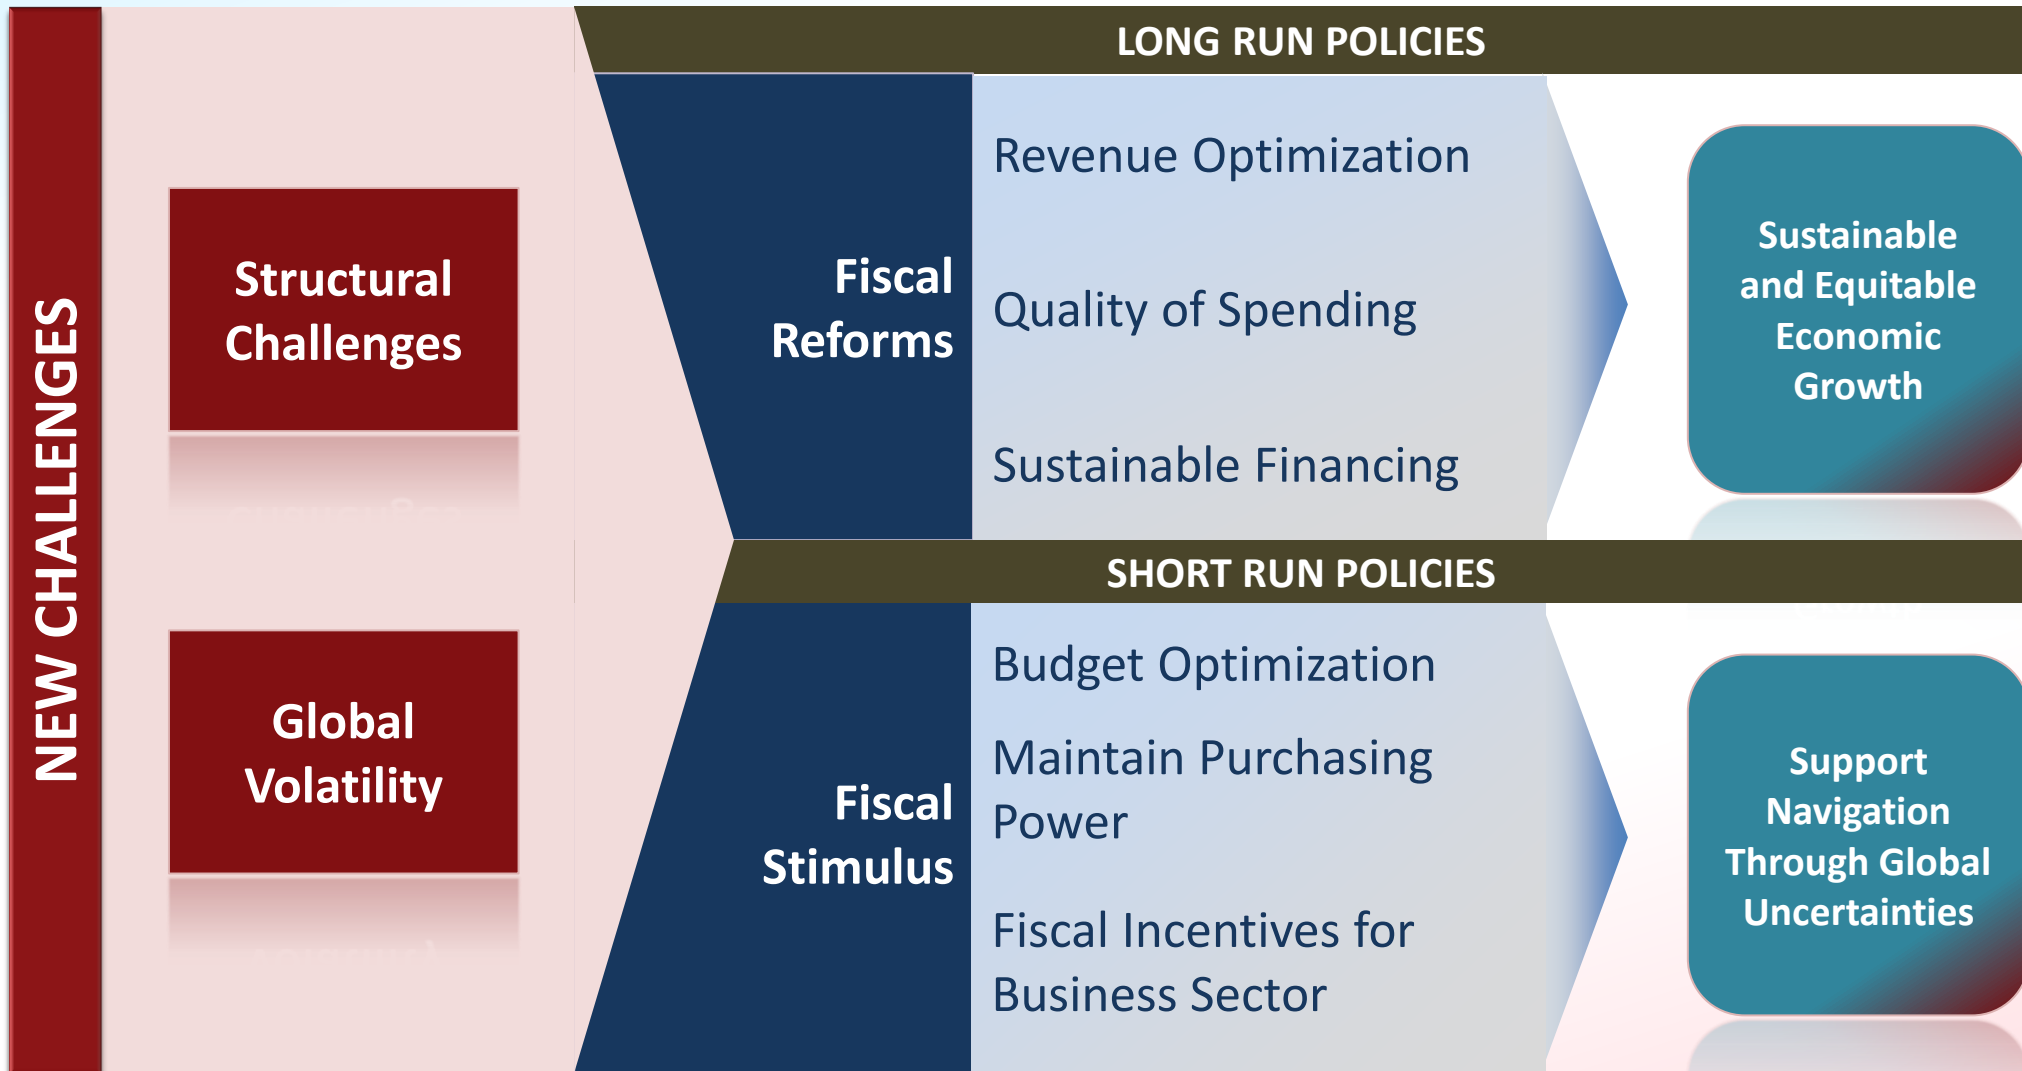 NEW CHALLENGES
Structural
Challenges
Global
Volatility
LONG RUN POLICIES
Fiscal
Reforms
Revenue Optimization
Quality of Spending
Sustainable Financing
Sustainable
and Equitable
Economic
Growth
SHORT RUN POLICIES
Fiscal
Stimulus
Budget Optimization
Maintain Purchasing
Power
Fiscal Incentives for
Business Sector
Support
Navigation
Through Global
Uncertainties